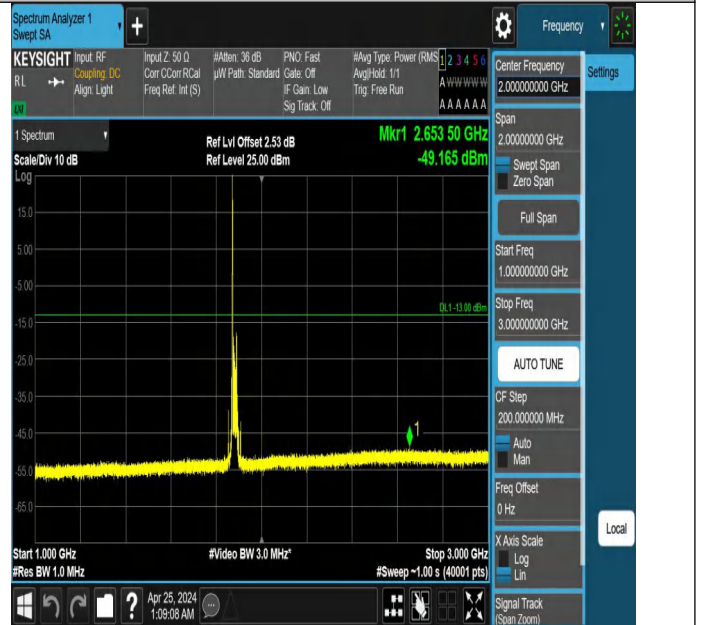 Spectrum Analyzer 1
Swept SA
Frequency
KEYSIGHT
RL
LXI
Input: RF
Coupling: DC
Align: Light
Input Z: 50 Ω
Corr CCorr RCal
Freq Ref: Int (S)
#Atten: 36 dB
µW Path: Standard
PNO: Fast
Gate: Off
IF Gain: Low
Sig Track: Off
#Avg Type: Power (RMS
Avg|Hold: 1/1
Trig: Free Run
1 2 3 4 5 6
A W W W W W
A A A A A A
Center Frequency
2.000000000 GHz
Settings
1 Spectrum
Scale/Div 10 dB
Log
Ref Lvl Offset 2.53 dB
Ref Level 25.00 dBm
Mkr1 2.653 50 GHz
-49.165 dBm
15.0
5.00
-5.00
-15.0
-25.0
-35.0
-45.0
-55.0
-65.0
DL1 -13.00 dBm
1
Start 1.000 GHz
#Res BW 1.0 MHz
#Video BW 3.0 MHz*
Stop 3.000 GHz
#Sweep ~1.00 s (40001 pts)
Span
2.00000000 GHz
Swept Span
Zero Span
Full Span
Start Freq
1.000000000 GHz
Stop Freq
3.000000000 GHz
AUTO TUNE
CF Step
200.000000 MHz
Auto
Man
Freq Offset
0 Hz
X Axis Scale
Log
Lin
Signal Track
(Span Zoom)
Local
?
Apr 25, 2024
1:09:08 AM